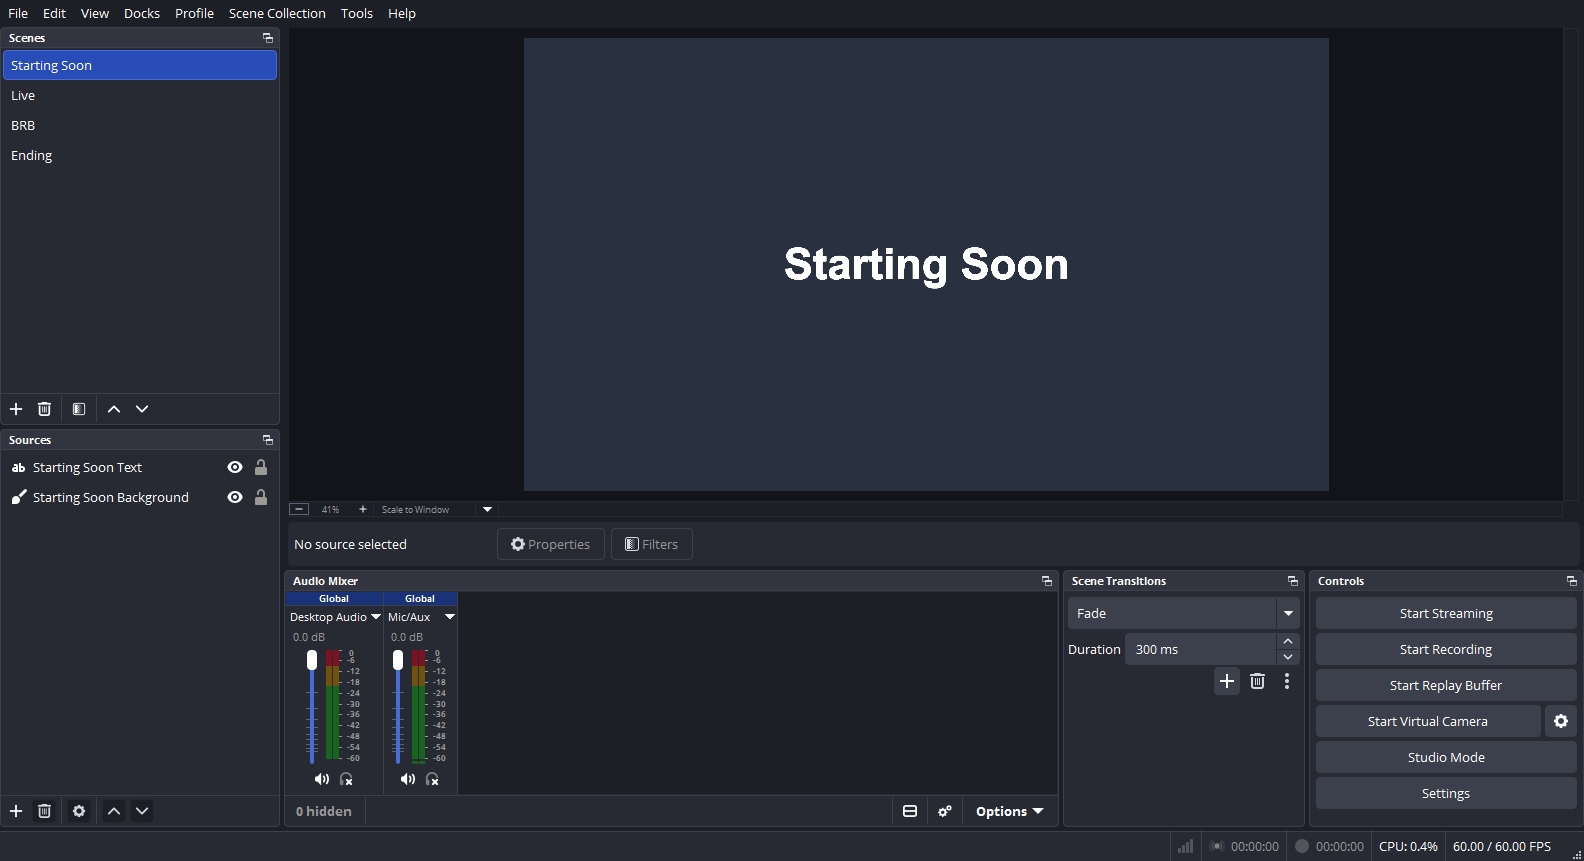 File Edit View Docks Profile Scene Collection Tools Help
Scenes
Starting Soon
Live
BRB
Ending
Starting Soon
Sources
ab Starting Soon Text
Starting Soon Background
41% Scale to Window
No source selected Properties Filters
Audio Mixer
Global Global
Desktop Audio Mic/Aux
0.0 dB 0.0 dB
0 0
-6 -6
-12 -12
-18 -18
-24 -24
-30 -30
-36 -36
-42 -42
-48 -48
-54 -54
-60 -60
0 hidden Options
Scene Transitions
Fade
Duration 300 ms
Controls
Start Streaming
Start Recording
Start Replay Buffer
Start Virtual Camera
Studio Mode
Settings
00:00:00 00:00:00 CPU: 0.4% 60.00 / 60.00 FPS